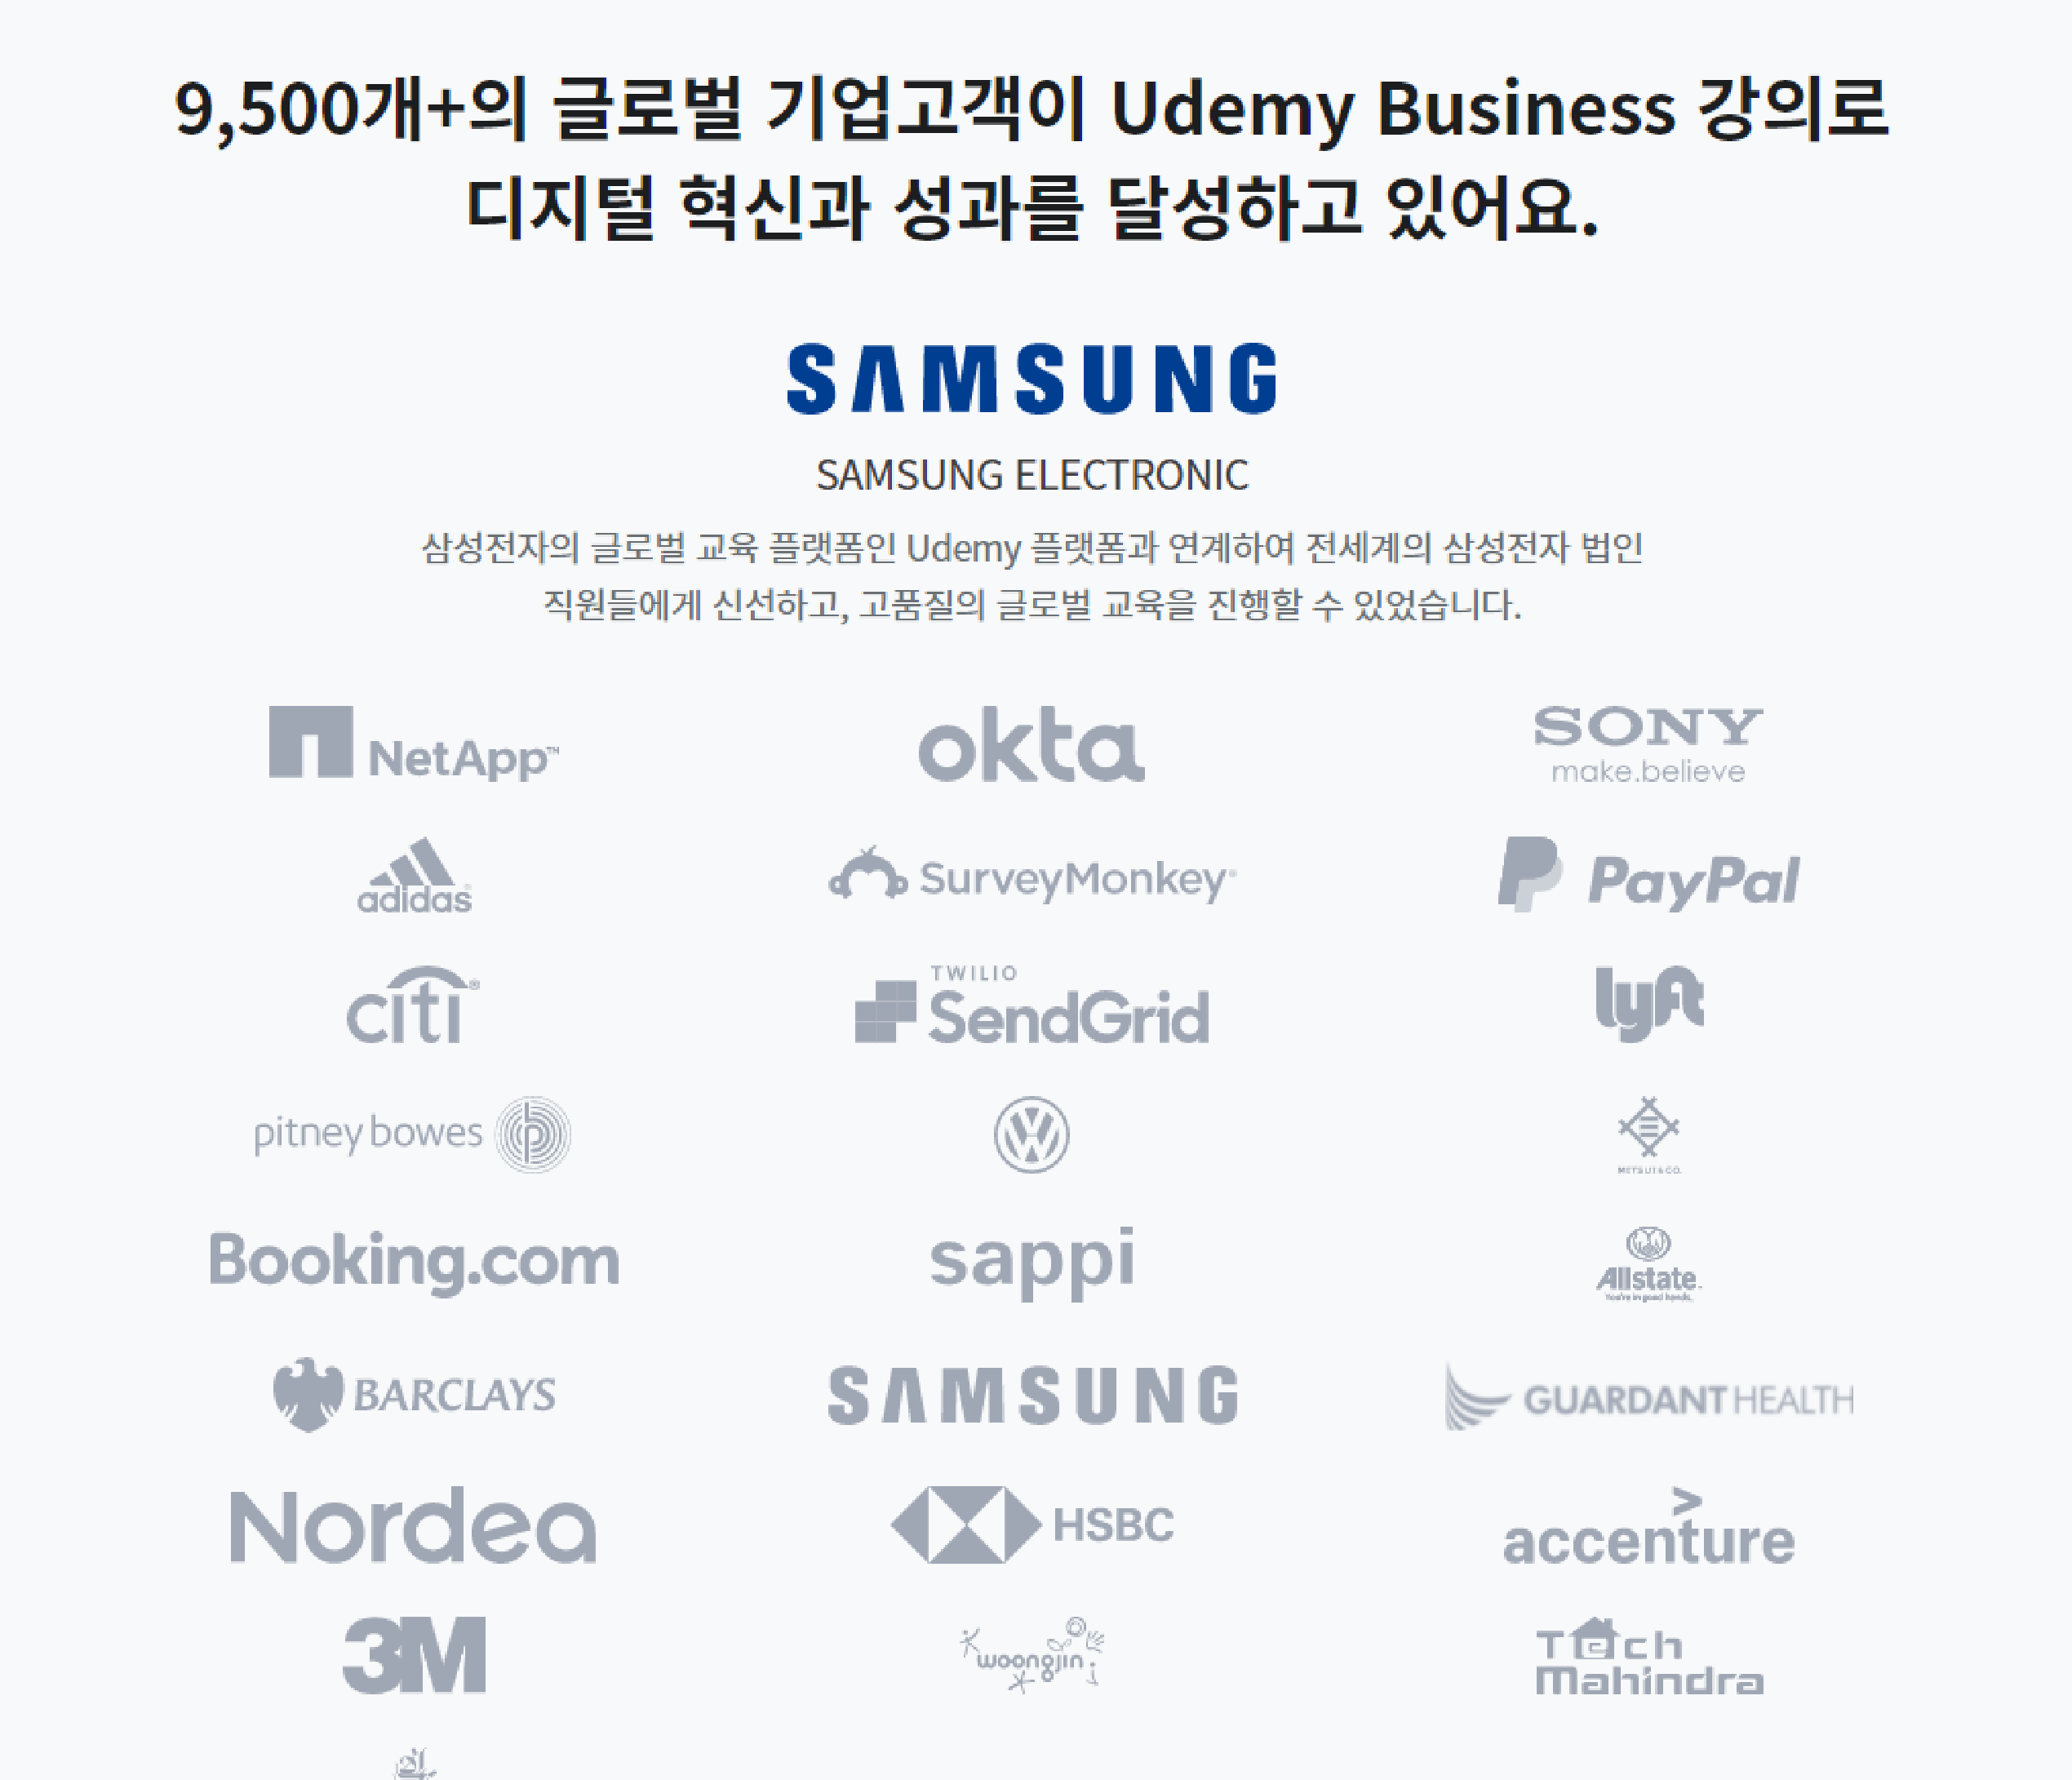 9,500개+의 글로벌 기업고객이 Udemy Business 강의로
디지털 혁신과 성과를 달성하고 있어요.
SAMSUNG
SAMSUNG ELECTRONIC
삼성전자의 글로벌 교육 플랫폼인 Udemy 플랫폼과 연계하여 전세계의 삼성전자 법인
직원들에게 신선하고, 고품질의 글로벌 교육을 진행할 수 있었습니다.
NetApp™
okta
SONY
make.believe
adidas
SurveyMonkey®
PayPal
citi®
TWILIO
SendGrid
lyft
pitney bowes
VW
MITSUI & CO.
Booking.com
sappi
Allstate.
You're in good hands.
BARCLAYS
SAMSUNG
GUARDANT HEALTH
Nordea
HSBC
>
accenture
3M
woongjin
Tech
Mahindra